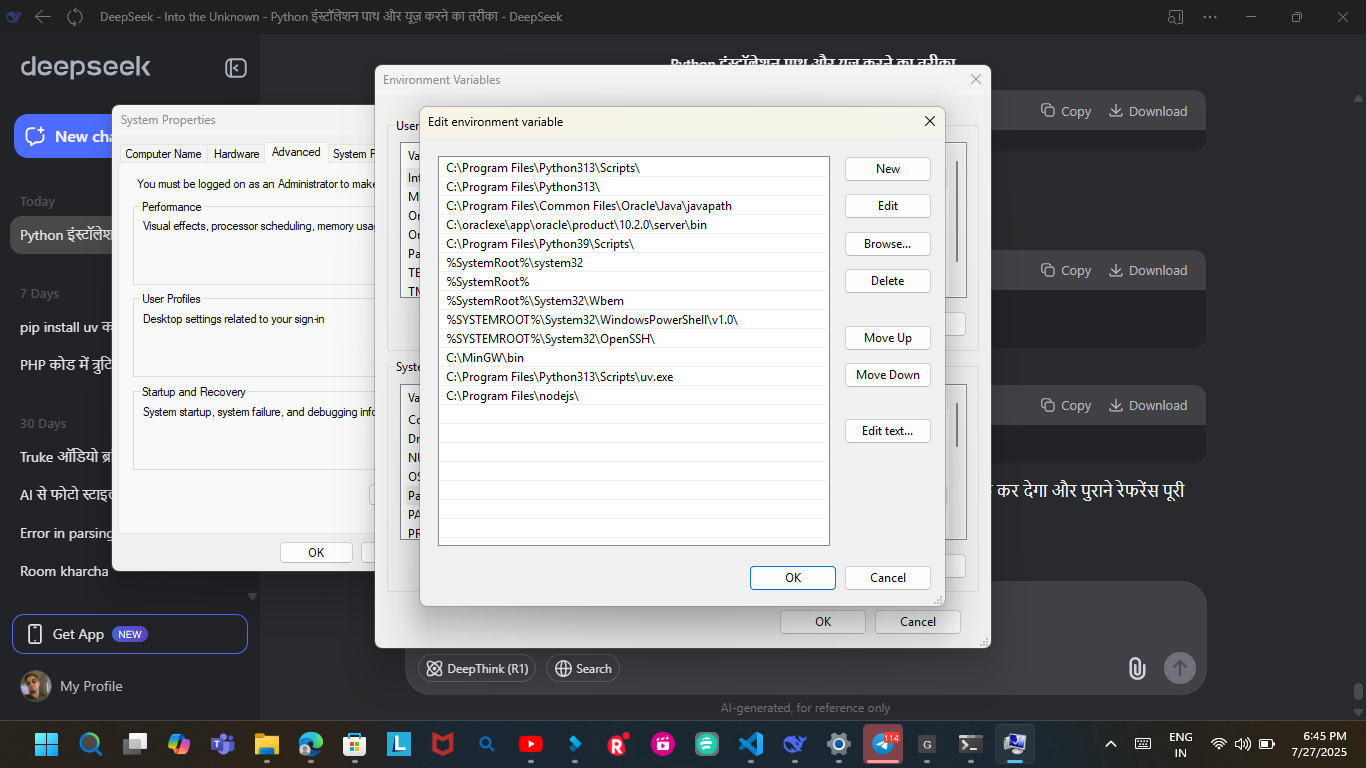 DeepSeek - Into the Unknown - Python इंस्टॉलेशन पाथ और यूज़ करने का तरीका - DeepSeek
deepseek
New cha
Today
Python इंस्टॉलेश
7 Days
pip install uv क
PHP कोड में त्रुटि
30 Days
Truke ऑडियो ब्र
AI से फोटो स्टाइल
Error in parsing
Room kharcha
Get App NEW
My Profile
Python इंस्टॉलेशन पाथ और यूज़ करने का तरीका
Copy Download
Copy Download
Copy Download
कर देगा और पुराने रेफरेंस पूरी
DeepThink (R1) Search
AI-generated, for reference only
System Properties
Computer Name Hardware Advanced System P
You must be logged on as an Administrator to make
Performance
Visual effects, processor scheduling, memory usa
User Profiles
Desktop settings related to your sign-in
Startup and Recovery
System startup, system failure, and debugging info
OK
Environment Variables
User
Va
Int
M
Or
Or
Pa
TE
TM
Syste
Va
Co
Dr
NU
OS
Pa
PA
PR
OK Cancel
Edit environment variable
C:\Program Files\Python313\Scripts\
C:\Program Files\Python313\
C:\Program Files\Common Files\Oracle\Java\javapath
C:\oraclexe\app\oracle\product\10.2.0\server\bin
C:\Program Files\Python39\Scripts\
%SystemRoot%\system32
%SystemRoot%
%SystemRoot%\System32\Wbem
%SYSTEMROOT%\System32\WindowsPowerShell\v1.0\
%SYSTEMROOT%\System32\OpenSSH\
C:\MinGW\bin
C:\Program Files\Python313\Scripts\uv.exe
C:\Program Files\nodejs\
New
Edit
Browse...
Delete
Move Up
Move Down
Edit text...
OK Cancel
114
ENG
IN
6:45 PM
7/27/2025